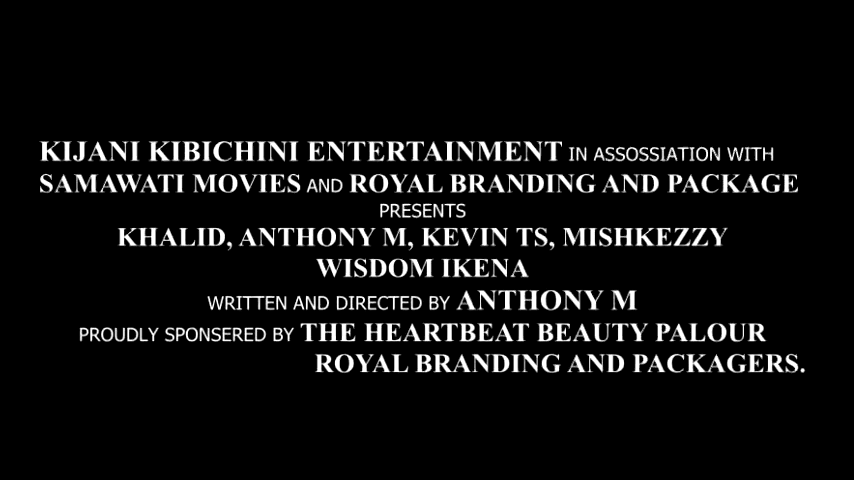 KIJANI KIBICHINI ENTERTAINMENT IN ASSOSSIATION WITH
SAMAWATI MOVIES AND ROYAL BRANDING AND PACKAGE
PRESENTS
KHALID, ANTHONY M, KEVIN TS, MISHKEZZY
WISDOM IKENA
WRITTEN AND DIRECTED BY ANTHONY M
PROUDLY SPONSERED BY THE HEARTBEAT BEAUTY PALOUR
ROYAL BRANDING AND PACKAGERS.